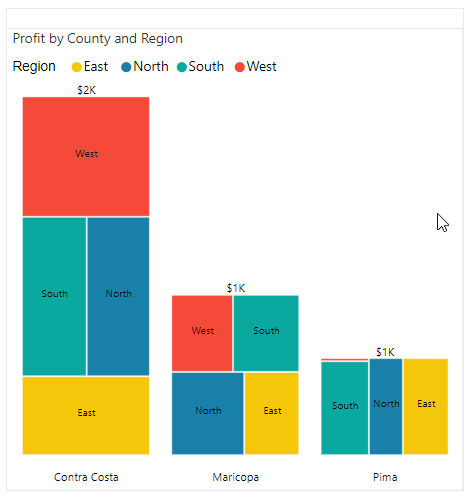 Profit by County and Region
Region East North South West
$2K
West
South North
East
$1K
West South
North East
$1K
South North East
Contra Costa Maricopa Pima